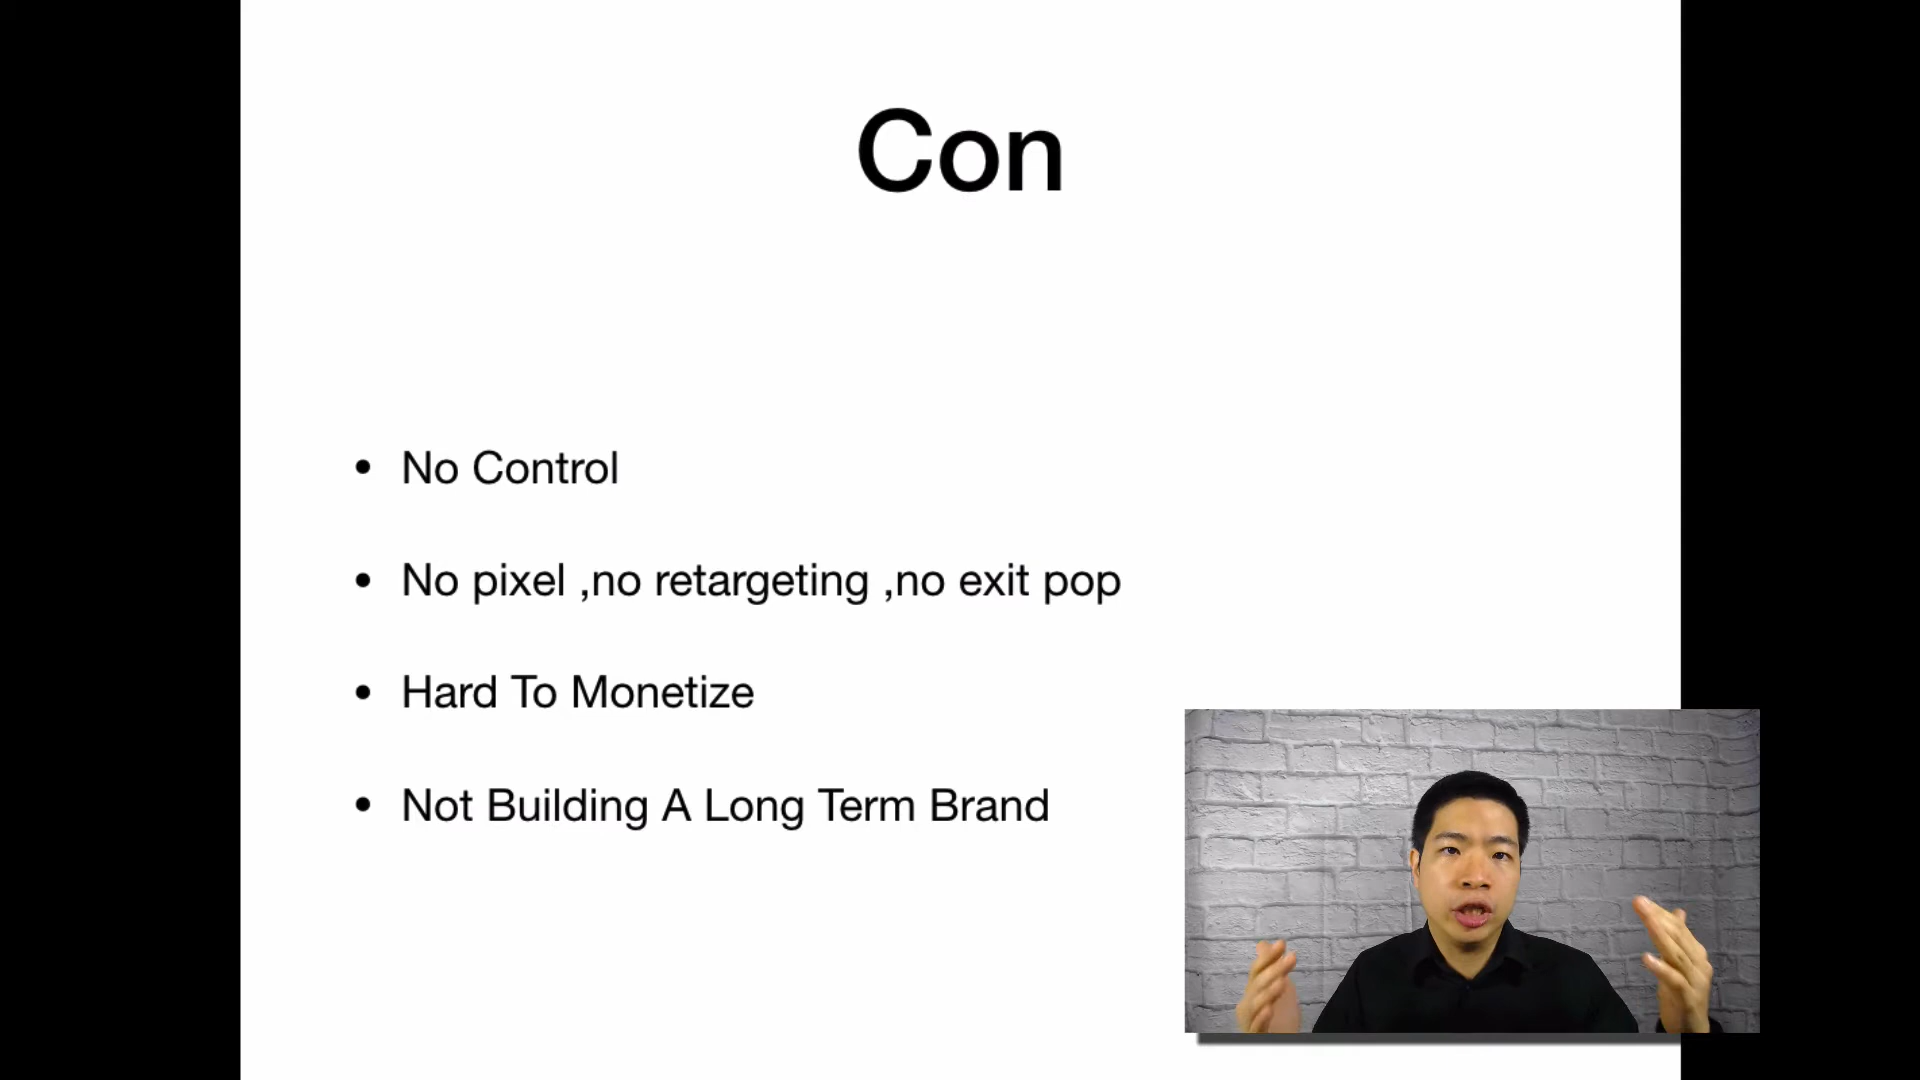 Con
• No Control
• No pixel ,no retargeting ,no exit pop
• Hard To Monetize
• Not Building A Long Term Brand